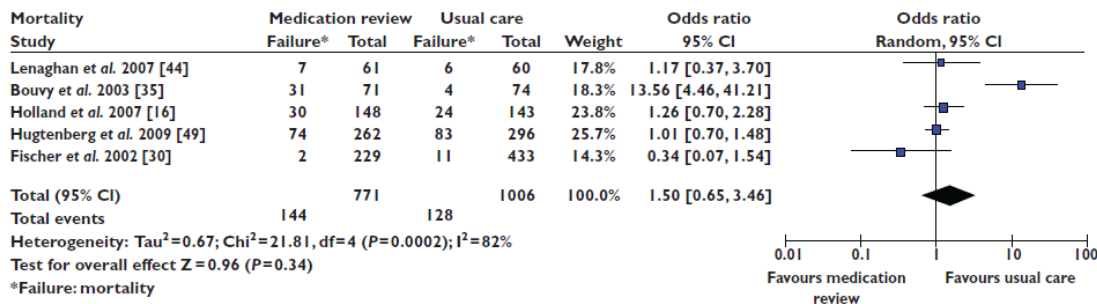 Mortality Medication review Usual care Odds ratio Odds ratio
Study Failure* Total Failure* Total Weight 95% CI Random, 95% CI
Lenaghan et al. 2007 [44] 7 61 6 60 17.8% 1.17 [0.37, 3.70]
Bouvy et al. 2003 [35] 31 71 4 74 18.3% 13.56 [4.46, 41.21]
Holland et al. 2007 [16] 30 148 24 143 23.8% 1.26 [0.70, 2.28]
Hugtenberg et al. 2009 [49] 74 262 83 296 25.7% 1.01 [0.70, 1.48]
Fischer et al. 2002 [30] 2 229 11 433 14.3% 0.34 [0.07, 1.54]
Total (95% CI) 771 1006 100.0% 1.50 [0.65, 3.46]
Total events 144 128
Heterogeneity: Tau²=0.67; Chi²=21.81, df=4 (P=0.0002); I²=82%
Test for overall effect Z=0.96 (P=0.34)
*Failure: mortality
0.01 0.1 1 10 100
Favours medication review Favours usual care